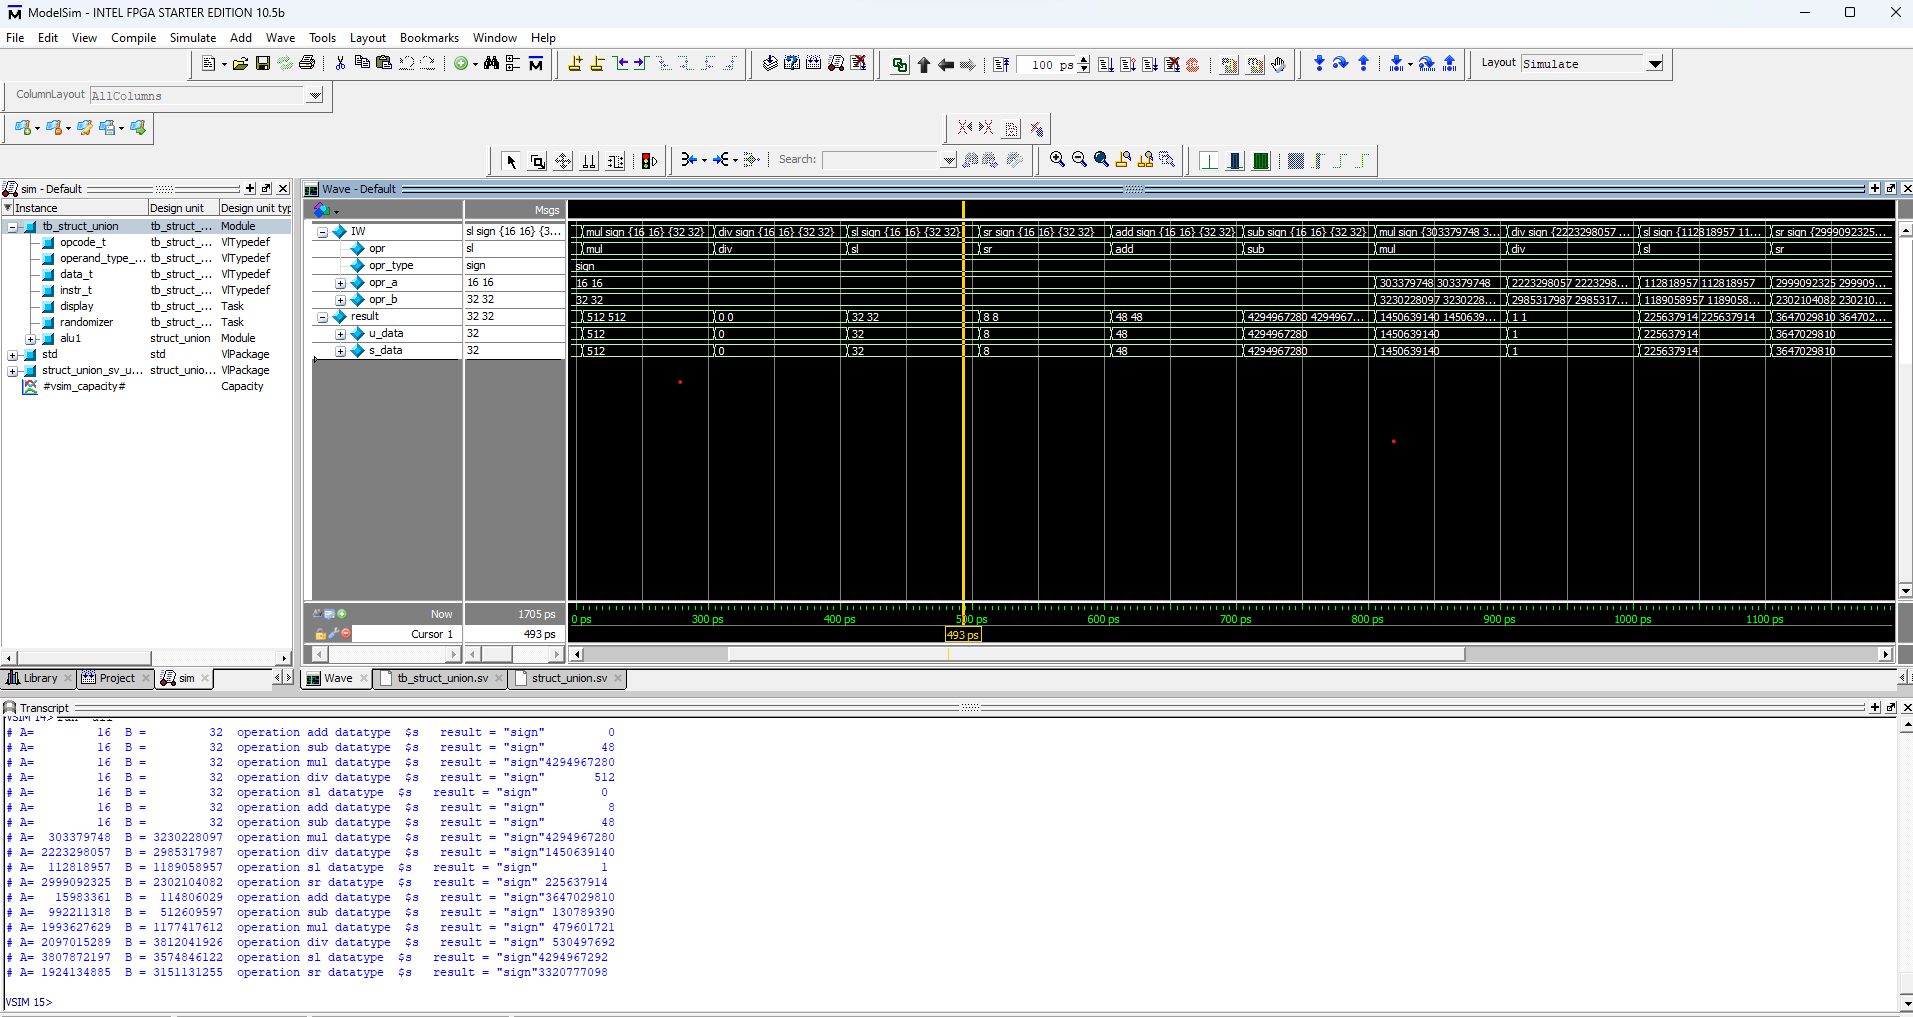 ModelSim - INTEL FPGA STARTER EDITION 10.5b
File Edit View Compile Simulate Add Wave Tools Layout Bookmarks Window Help
100 ps
Layout Simulate
ColumnLayout AllColumns
Search:
sim - Default
Instance Design unit Design unit typ
tb_struct_union tb_struct_... Module
opcode_t tb_struct_... VlTypedef
operand_type_... tb_struct_... VlTypedef
data_t tb_struct_... VlTypedef
instr_t tb_struct_... VlTypedef
display tb_struct_... Task
randomizer tb_struct_... Task
alu1 struct_union Module
std std VlPackage
struct_union_sv_u... struct_unio... VlPackage
#vsim_capacity# Capacity
Library Project sim
Wave - Default
Msgs
IW sl sign {16 16} {3... mul sign {16 16} {32 32} div sign {16 16} {32 32} sl sign {16 16} {32 32} sr sign {16 16} {32 32} add sign {16 16} {32 32} sub sign {16 16} {32 32} mul sign {303379748 3... div sign {2223298057 ... sl sign {112818957 11... sr sign {2999092325...
opr sl mul div sl sr add sub mul div sl sr
opr_type sign sign
opr_a 16 16 16 16 303379748 303379748 2223298057 2223298... 112818957 112818957 2999092325 299909...
opr_b 32 32 32 32 3230228097 3230228... 2985317987 2985317... 1189058957 1189058... 2302104082 230210...
result 32 32 512 512 0 0 32 32 8 8 48 48 4294967280 4294967... 1450639140 1450639... 1 1 225637914 225637914 3647029810 364702...
u_data 32 512 0 32 8 48 4294967280 1450639140 1 225637914 3647029810
s_data 32 512 0 32 8 48 4294967280 1450639140 1 225637914 3647029810
Now 1705 ps 0 ps 300 ps 400 ps 500 ps 600 ps 700 ps 800 ps 900 ps 1000 ps 1100 ps
Cursor 1 493 ps 493 ps
Wave tb_struct_union.sv struct_union.sv
Transcript
VSIM 14> run -all
# A= 16 B = 32 operation add datatype $s result = "sign" 0
# A= 16 B = 32 operation sub datatype $s result = "sign" 48
# A= 16 B = 32 operation mul datatype $s result = "sign"4294967280
# A= 16 B = 32 operation div datatype $s result = "sign" 512
# A= 16 B = 32 operation sl datatype $s result = "sign" 0
# A= 16 B = 32 operation add datatype $s result = "sign" 8
# A= 16 B = 32 operation sub datatype $s result = "sign" 48
# A= 303379748 B = 3230228097 operation mul datatype $s result = "sign"4294967280
# A= 2223298057 B = 2985317987 operation div datatype $s result = "sign"1450639140
# A= 112818957 B = 1189058957 operation sl datatype $s result = "sign" 1
# A= 2999092325 B = 2302104082 operation sr datatype $s result = "sign" 225637914
# A= 15983361 B = 114806029 operation add datatype $s result = "sign"3647029810
# A= 992211318 B = 512609597 operation sub datatype $s result = "sign" 130789390
# A= 1993627629 B = 1177417612 operation mul datatype $s result = "sign" 479601721
# A= 2097015289 B = 3812041926 operation div datatype $s result = "sign" 530497692
# A= 3807872197 B = 3574846122 operation sl datatype $s result = "sign"4294967292
# A= 1924134885 B = 3151131255 operation sr datatype $s result = "sign"3320777098
VSIM 15>